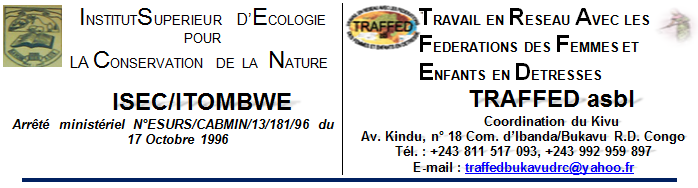 INSTITUTSUPERIEUR D'ECOLOGIE
POUR
LA CONSERVATION DE LA NATURE
ISEC/ITOMBWE
Arrêté ministériel N°ESURS/CABMIN/13/181/96 du
17 Octobre 1996
TRAFFED
TRAVAIL EN RESEAU AVEC LES
FEDERATIONS DES FEMMES ET
ENFANTS EN DETRESSES
TRAFFED asbl
Coordination du Kivu
Av. Kindu, n° 18 Com. d'Ibanda/Bukavu R.D. Congo
Tél. : +243 811 517 093, +243 992 959 897
E-mail : traffedbukavudrc@yahoo.fr